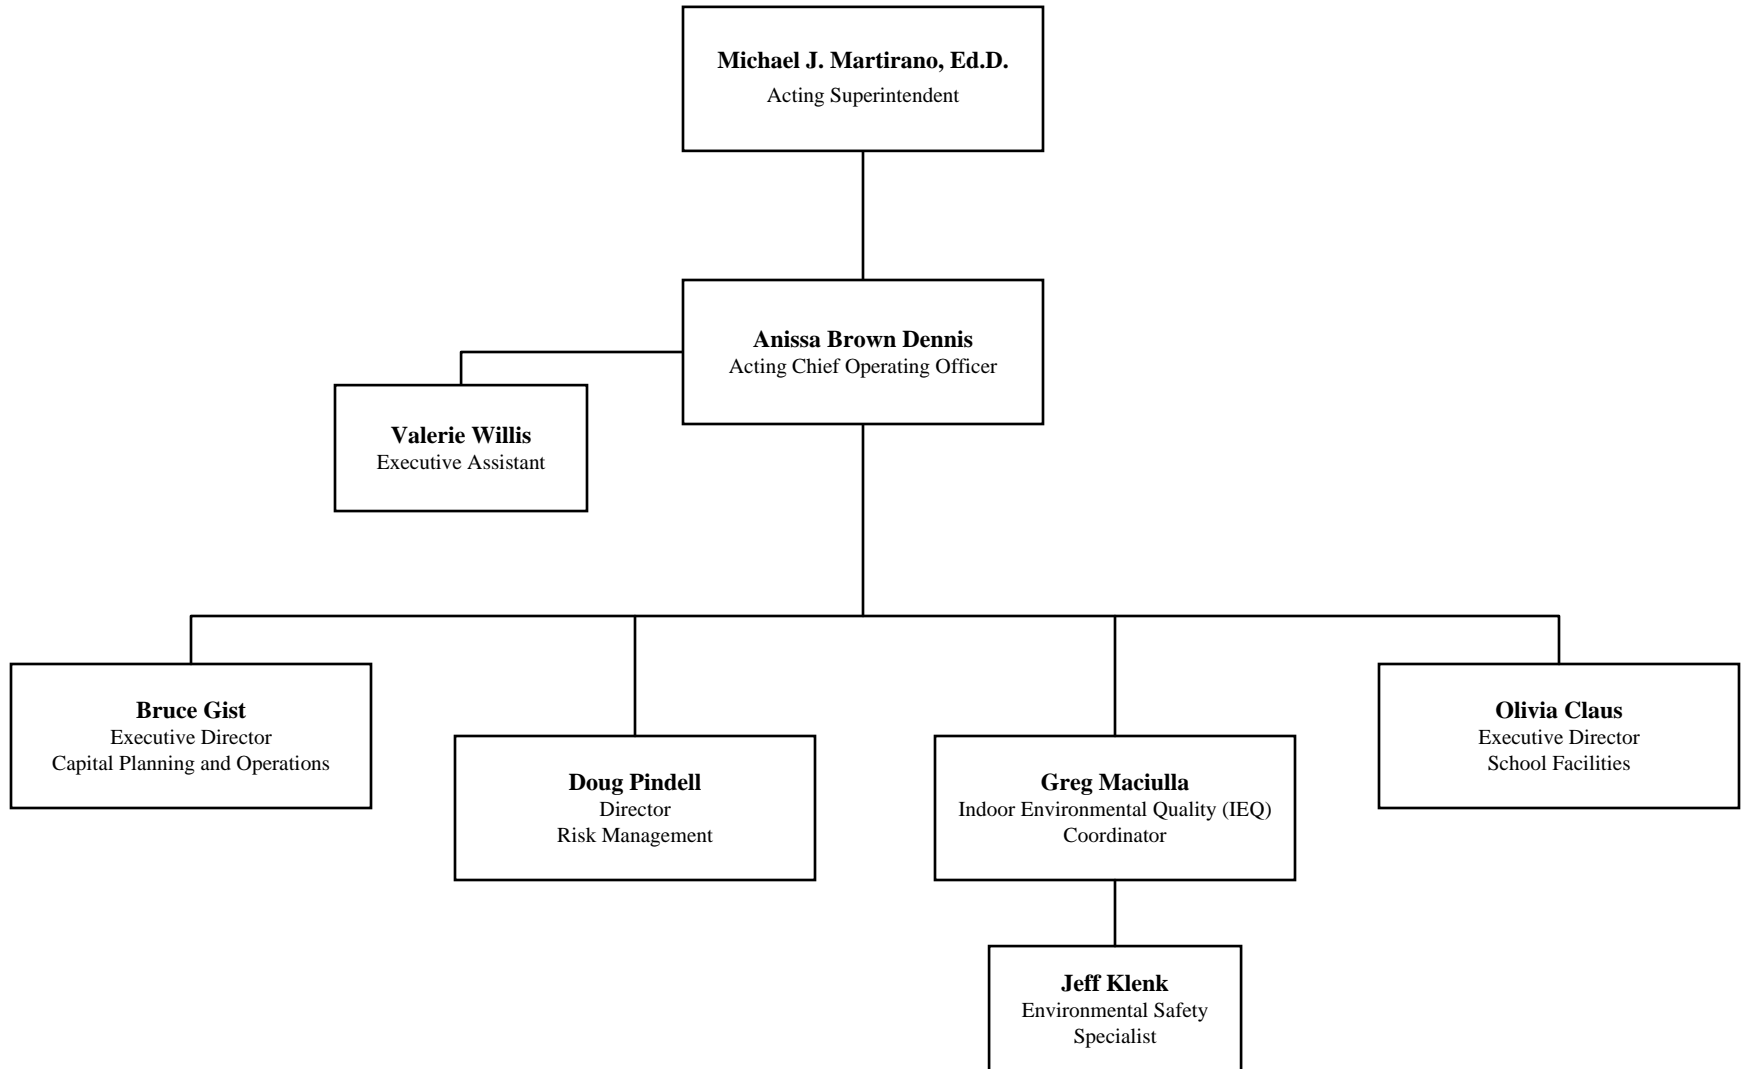 Michael J. Martirano, Ed.D.
Acting Superintendent
Anissa Brown Dennis
Acting Chief Operating Officer
Valerie Willis
Executive Assistant
Bruce Gist
Executive Director
Capital Planning and Operations
Doug Pindell
Director
Risk Management
Greg Maciulla
Indoor Environmental Quality (IEQ)
Coordinator
Olivia Claus
Executive Director
School Facilities
Jeff Klenk
Environmental Safety
Specialist